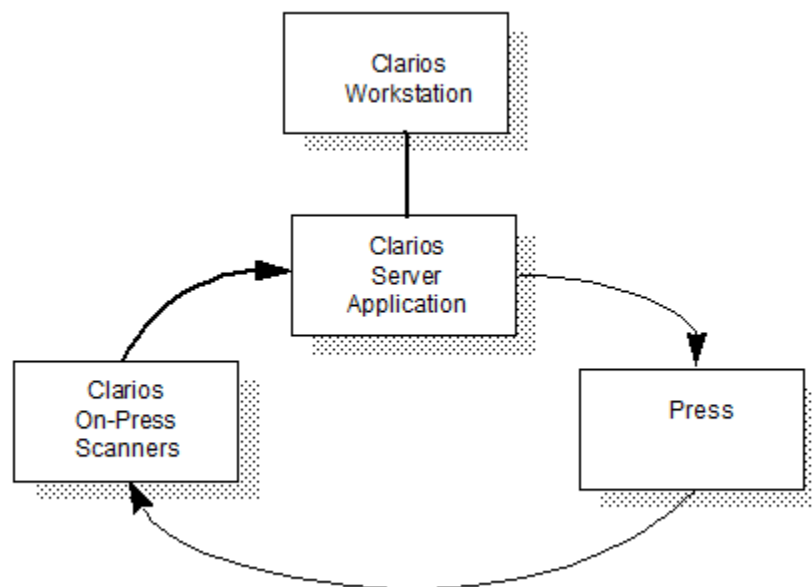 Clarios
Workstation
Clarios
Server
Application
Clarios
On-Press
Scanners
Press